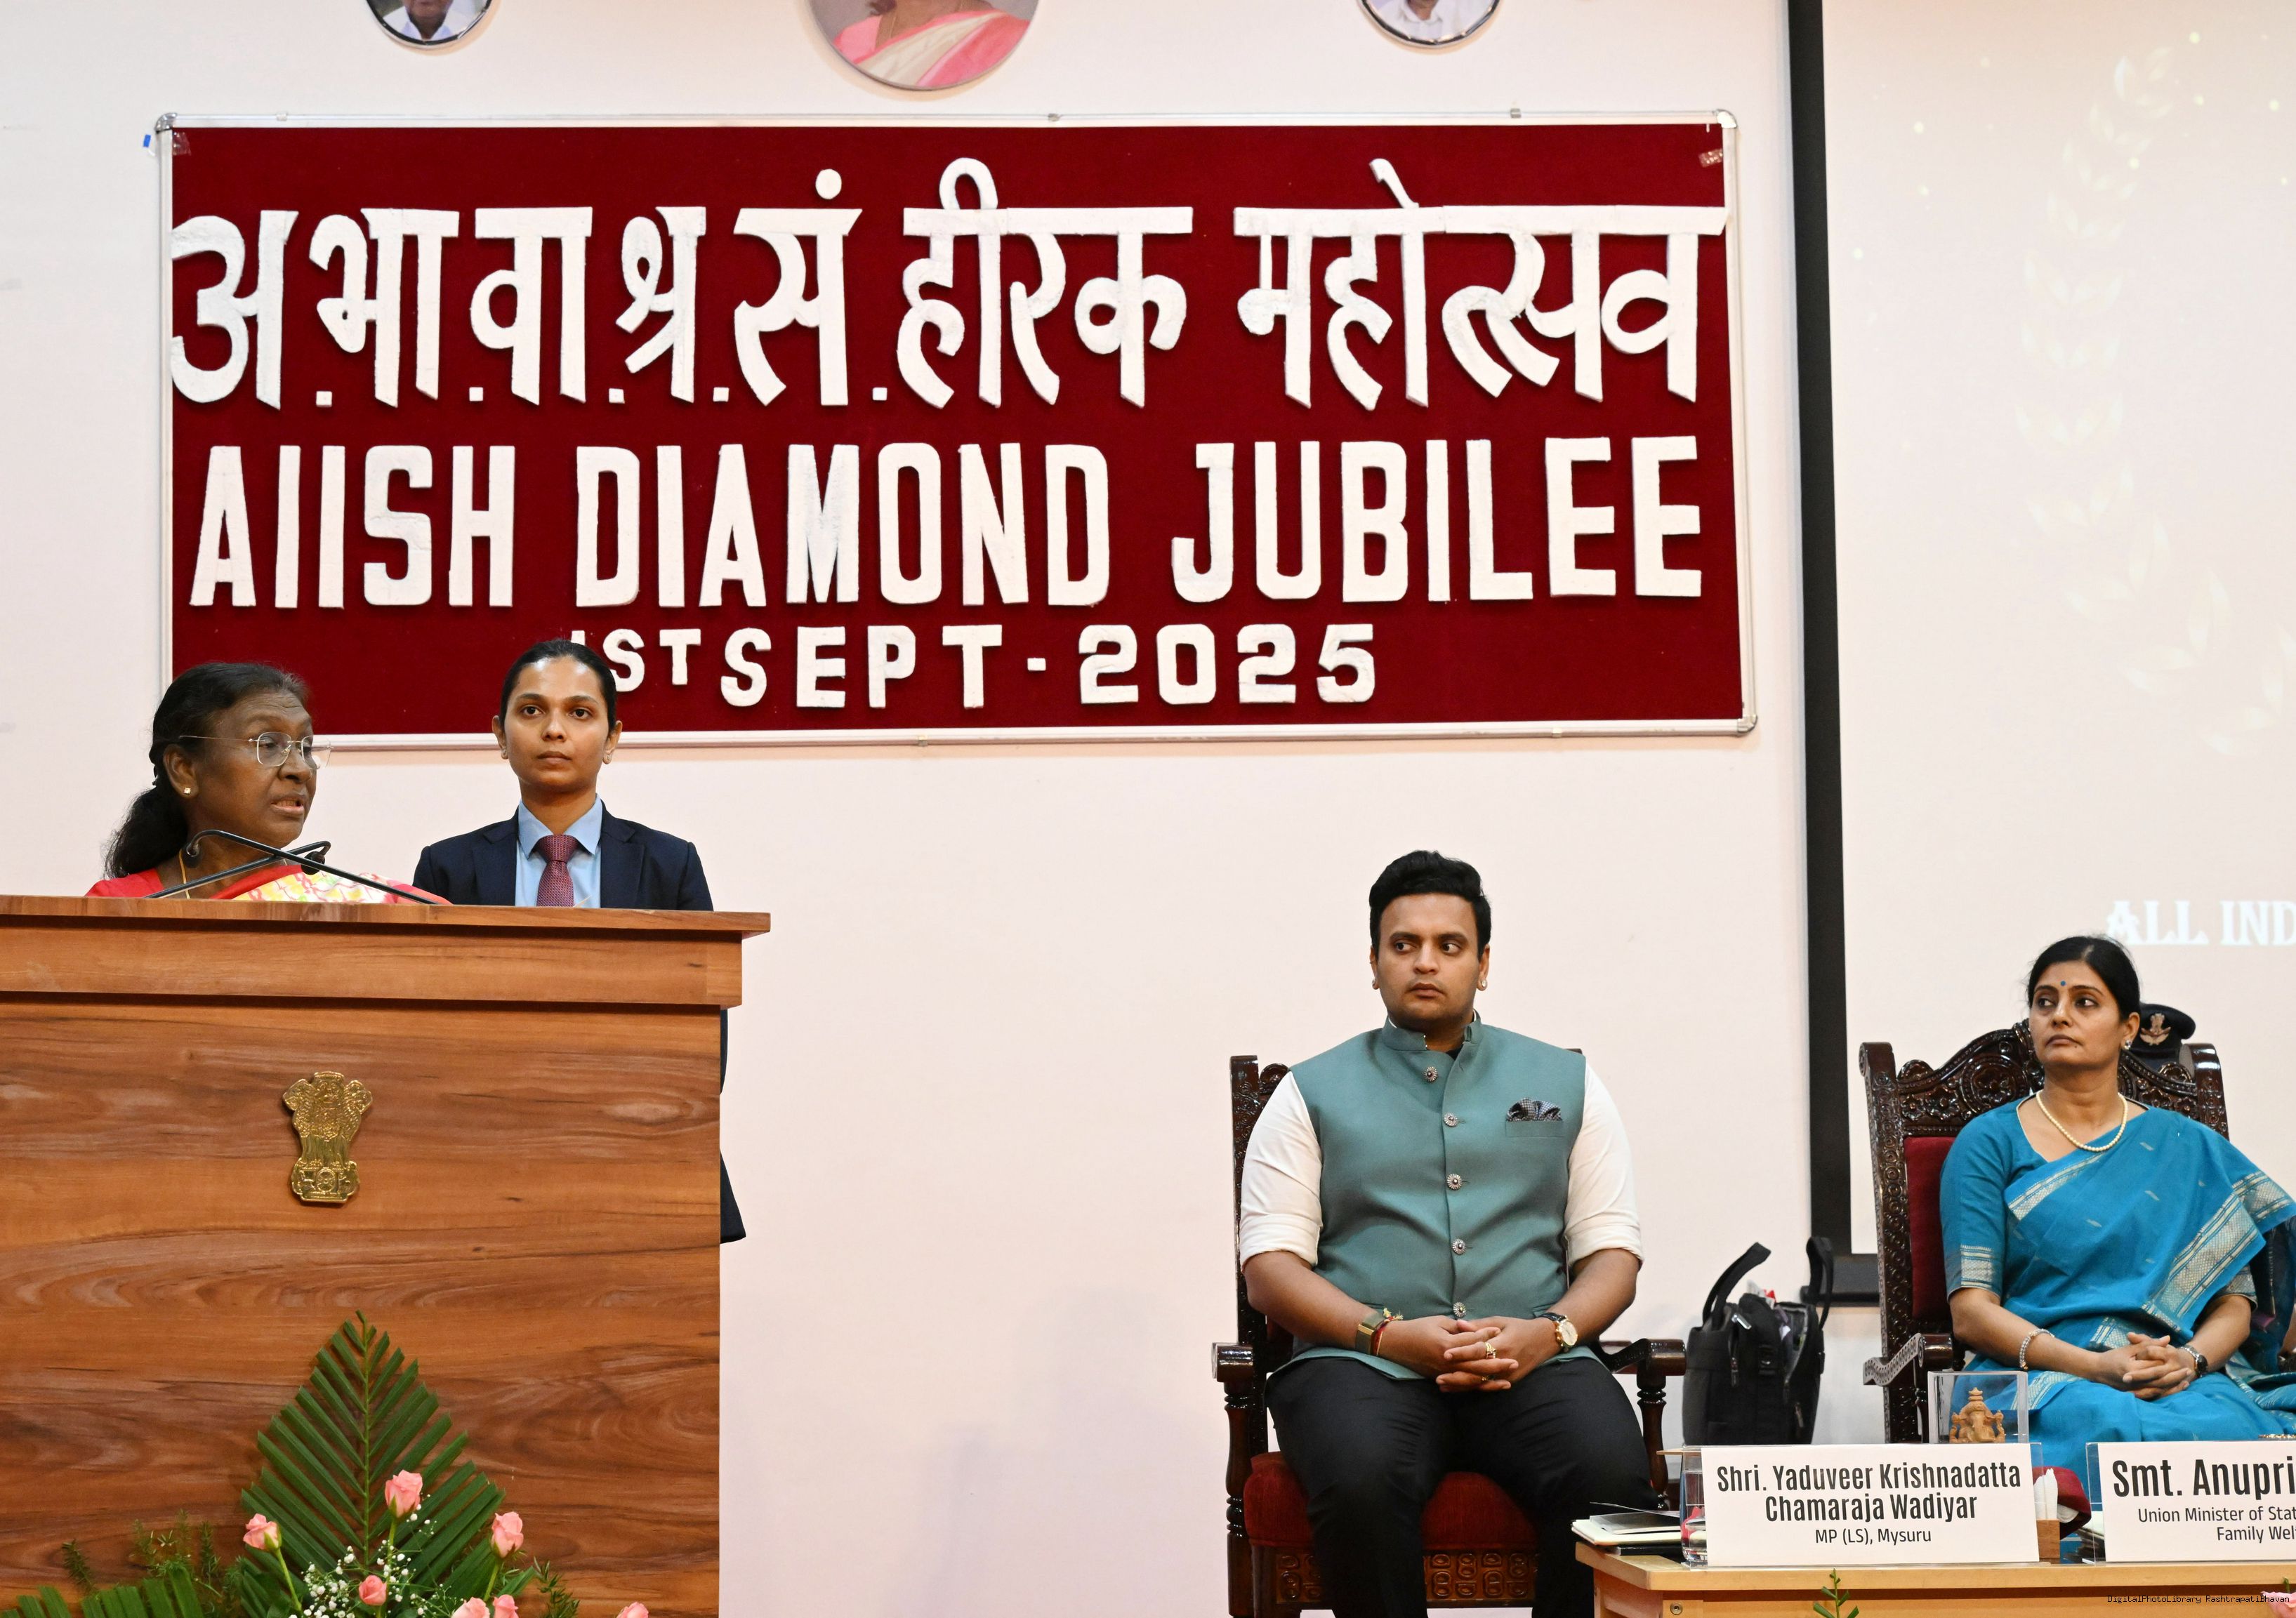 अ.भा.वा.श्र.सं.हीरक महोत्सव
AIISH DIAMOND JUBILEE
1ST SEPT-2025
ALL IND
Shri. Yaduveer Krishnadatta
Chamaraja Wadiyar
MP (LS), Mysuru
Smt. Anupri
Union Minister of Stat
Family Wel
DigitalPhotoLibrary RashtrapatiBhavan